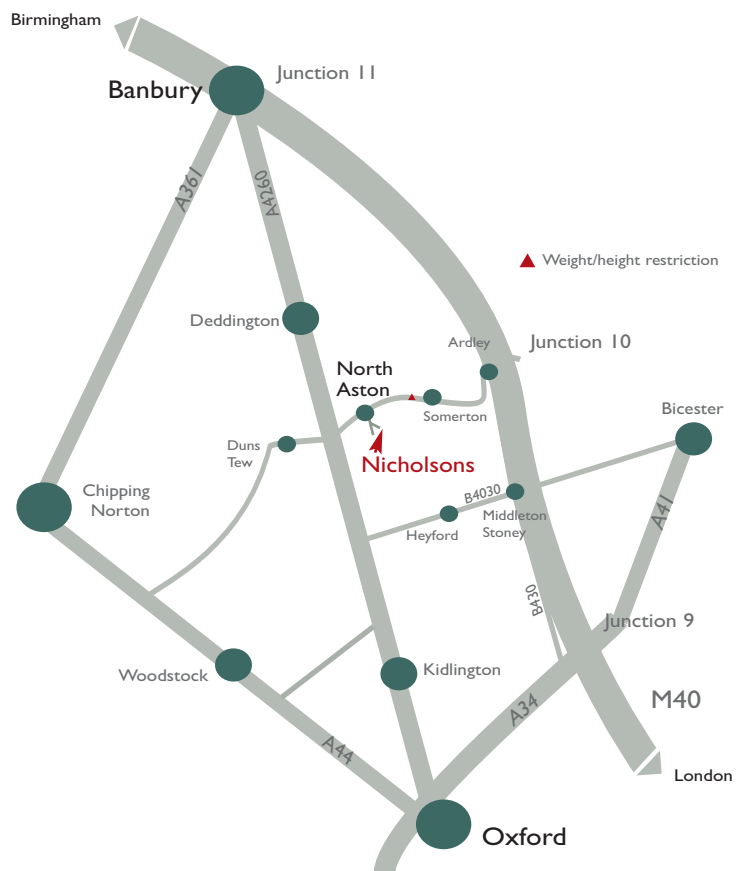 Birmingham
Junction 11
Banbury
A361
A4260
Weight/height restriction
Deddington
Ardley
Junction 10
North
Aston
Somerton
Bicester
Duns
Tew
Nicholsons
Chipping
Norton
B4030
Middleton
Stoney
Heyford
A41
B430
Junction 9
Woodstock
Kidlington
M40
A34
A44
London
Oxford